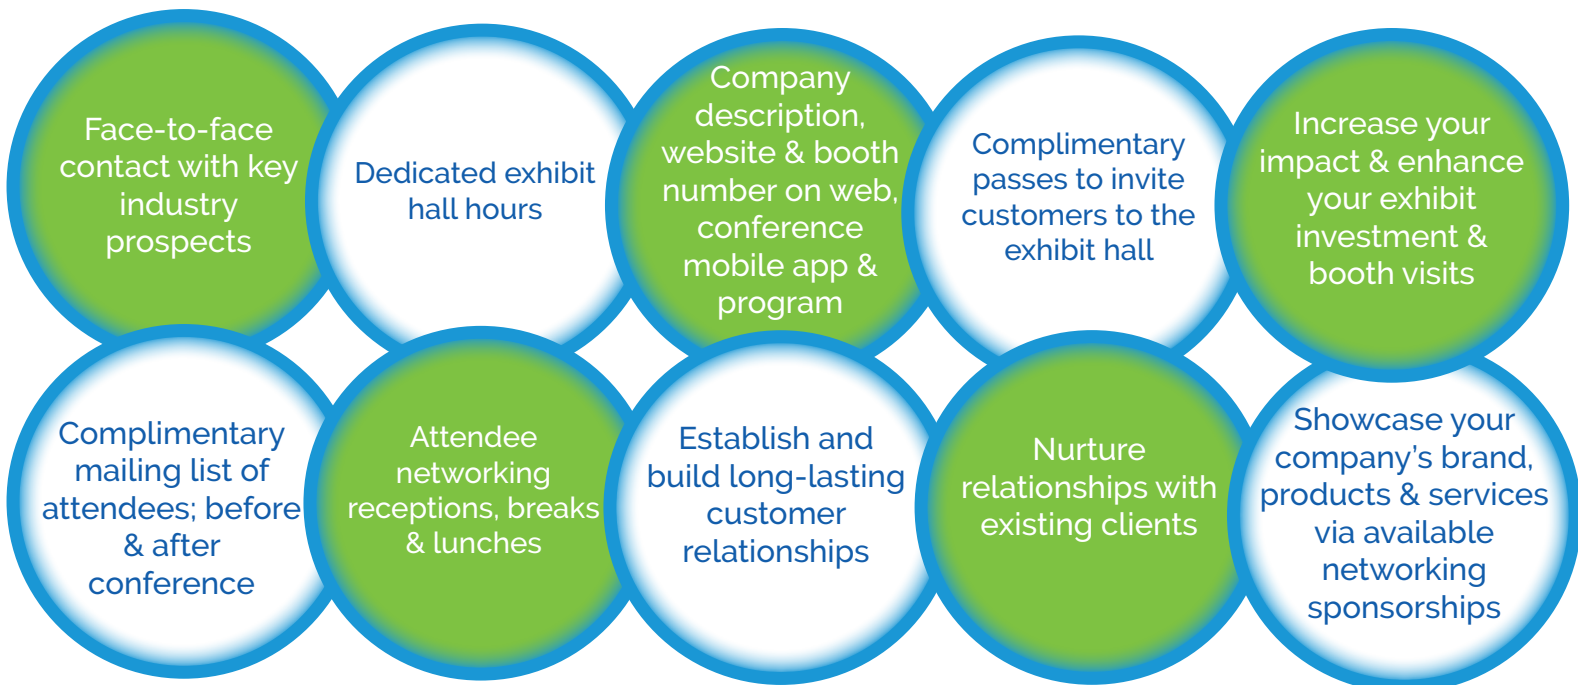 Face-to-face
contact with key
industry
prospects
Dedicated exhibit
hall hours
Company
description,
website & booth
number on web,
conference
mobile app &
program
Complimentary
passes to invite
customers to the
exhibit hall
Increase your
impact & enhance
your exhibit
investment &
booth visits
Complimentary
mailing list of
attendees; before
& after
conference
Attendee
networking
receptions, breaks
& lunches
Establish and
build long-lasting
customer
relationships
Nurture
relationships with
existing clients
Showcase your
company’s brand,
products & services
via available
networking
sponsorships